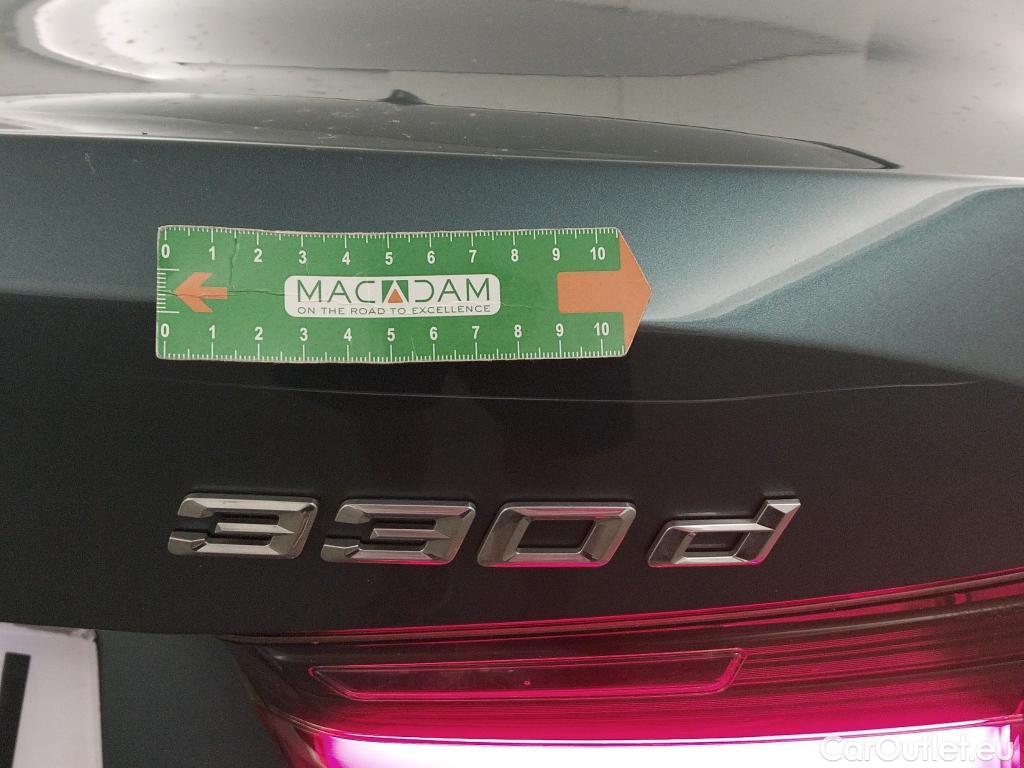 0 1 2 3 4 5 6 7 8 9 10
MACADAM
ON THE ROAD TO EXCELLENCE
0 1 2 3 4 5 6 7 8 9 10
330d
CarOutlet.eu